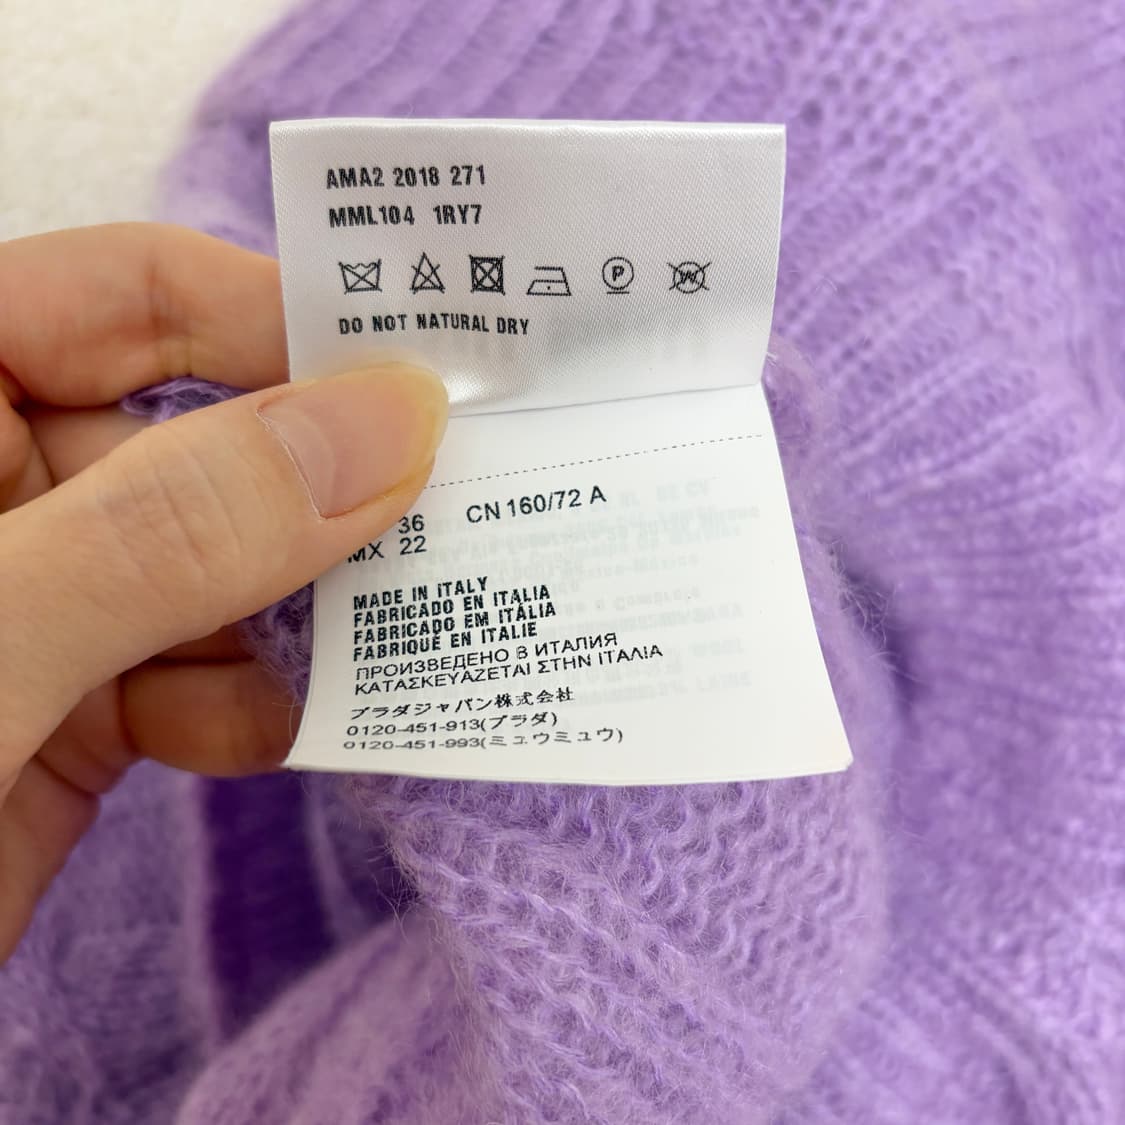 AMA2 2018 271
MML104 1RY7
P W
DO NOT NATURAL DRY
36 CN 160/72 A
MX 22
MADE IN ITALY
FABRICADO EN ITALIA
FABRICADO EM ITÁLIA
FABRIQUÉ EN ITALIE
ПРОИЗВЕДЕНО В ИТАЛИЯ
ΚΑΤΑΣΚΕΥΑΖΕΤΑΙ ΣΤΗΝ ΙΤΑΛΙΑ
プラダジャパン株式会社
0120-451-913(プラダ)
0120-451-993(ミュウミュウ)